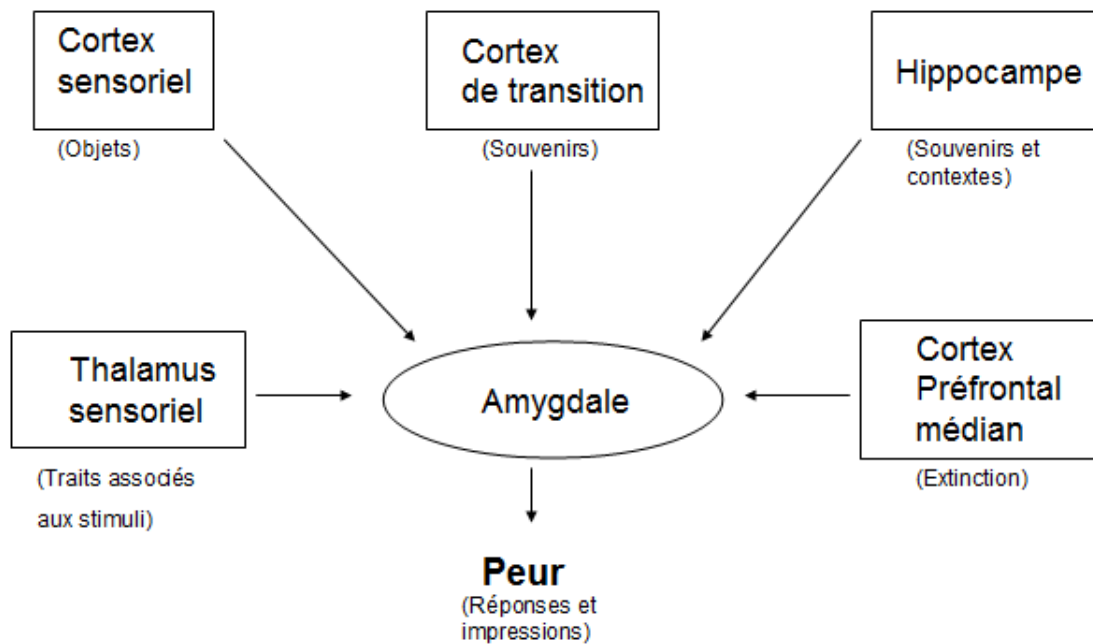 Cortex
sensoriel
(Objets)
Cortex
de transition
(Souvenirs)
Hippocampe
(Souvenirs et
contextes)
Thalamus
sensoriel
(Traits associés
aux stimuli)
Amygdale
Cortex
Préfrontal
médian
(Extinction)
Peur
(Réponses et
impressions)